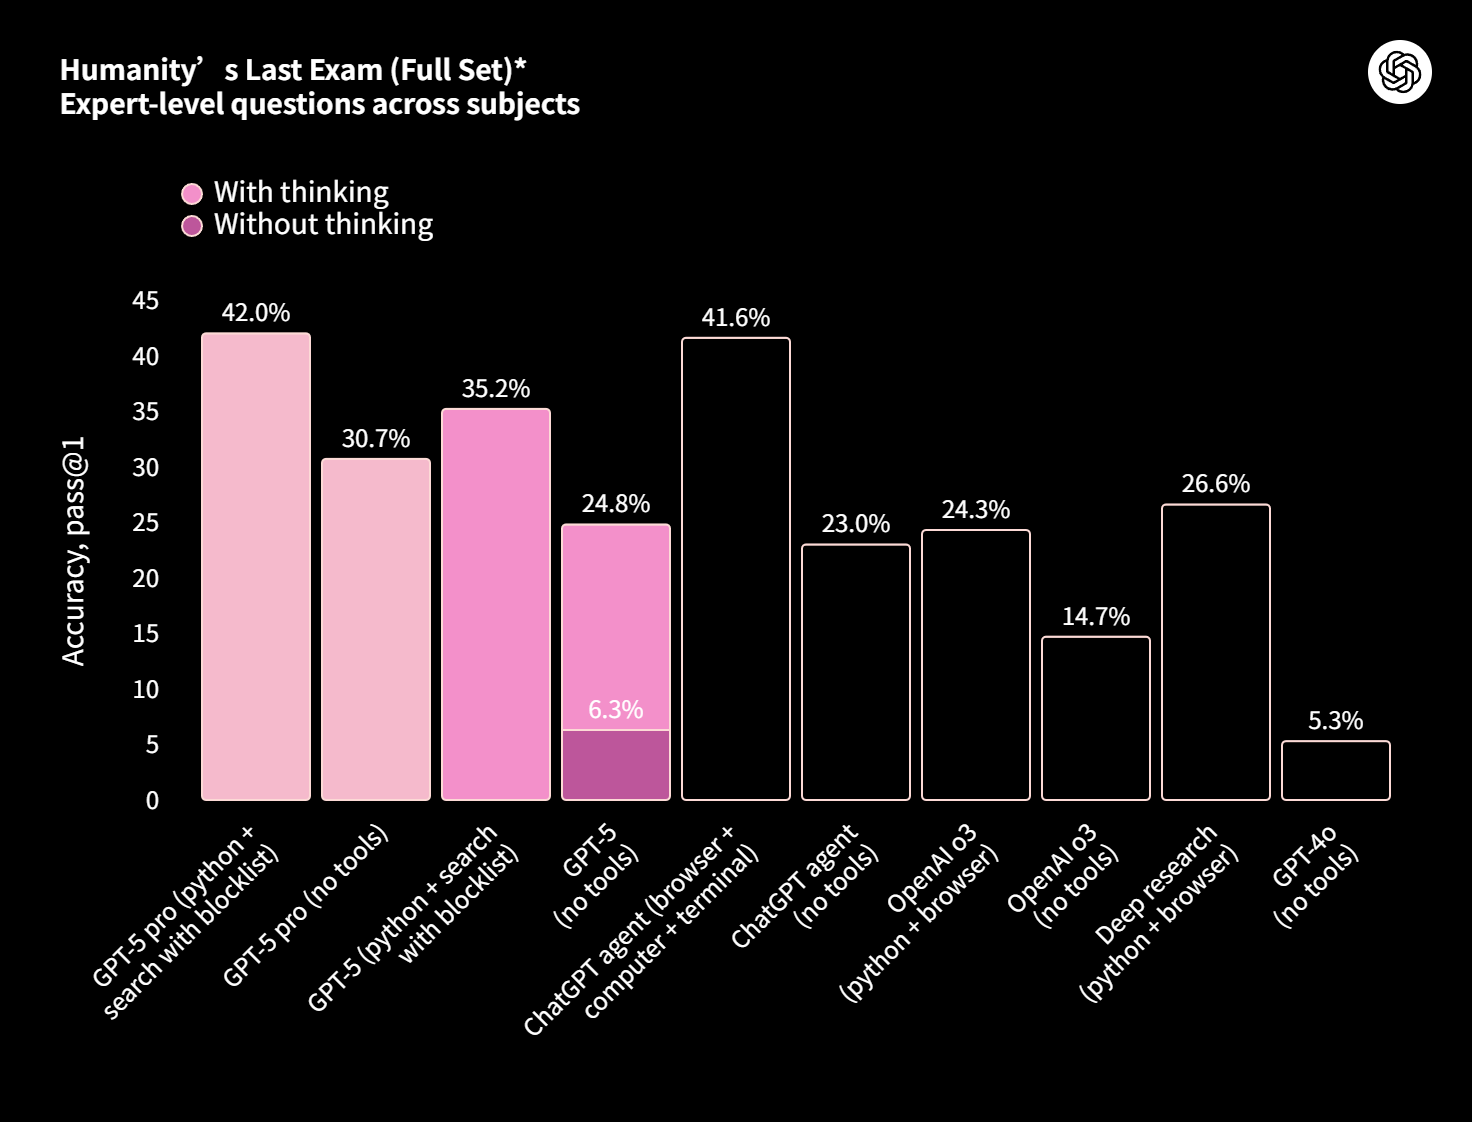 Humanity’s Last Exam (Full Set)*
Expert-level questions across subjects
With thinking
Without thinking
Accuracy, pass@1
45
40
35
30
25
20
15
10
5
0
42.0%
30.7%
35.2%
24.8%
6.3%
41.6%
23.0%
24.3%
14.7%
26.6%
5.3%
GPT-5 pro (python +
search with blocklist)
GPT-5 pro (no tools)
GPT-5 (python + search
with blocklist)
GPT-5
(no tools)
ChatGPT agent (browser +
computer + terminal)
ChatGPT agent
(no tools)
OpenAI o3
(python + browser)
OpenAI o3
(no tools)
Deep research
(python + browser)
GPT-4o
(no tools)